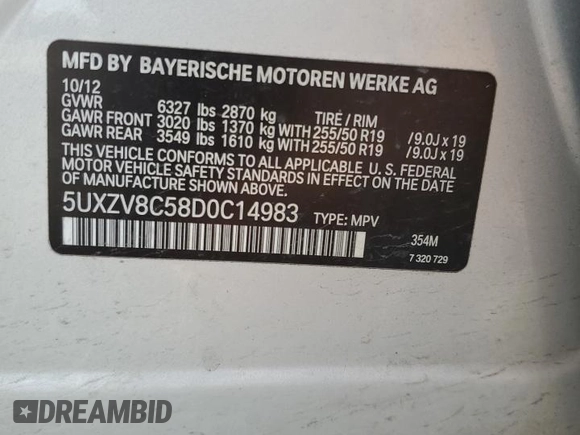 MFD BY BAYERISCHE MOTOREN WERKE AG
10/12
GVWR 6327 lbs 2870 kg TIRE / RIM
GAWR FRONT 3020 lbs 1370 kg WITH 255/50 R19 /9.0J x 19
GAWR REAR 3549 lbs 1610 kg WITH 255/50 R19 /9.0J x 19
THIS VEHICLE CONFORMS TO ALL APPLICABLE U. S. FEDERAL
MOTOR VEHICLE SAFETY STANDARDS IN EFFECT ON THE
DATE OF MANUFACTURE SHOWN ABOVE.
5UXZV8C58D0C14983 TYPE: MPV
354M
7 320 729
DREAMBID